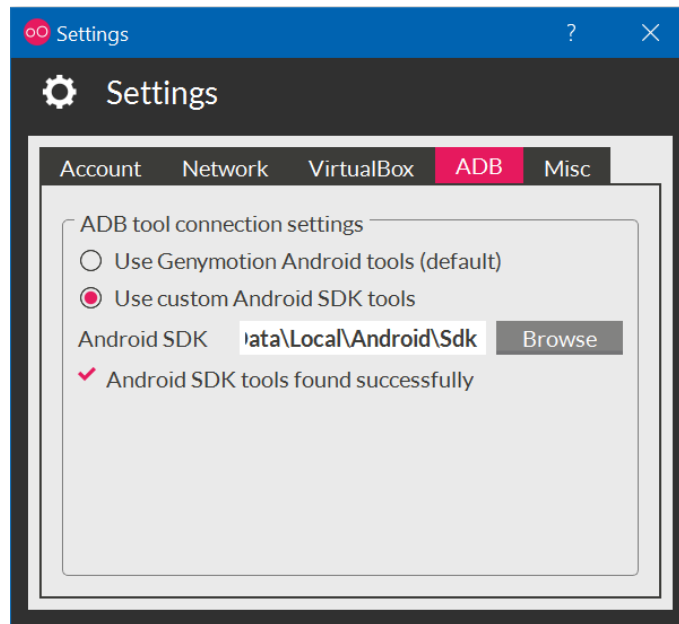 Settings
Settings
Account Network VirtualBox ADB Misc
ADB tool connection settings
Use Genymotion Android tools (default)
Use custom Android SDK tools
Android SDK \Local\Android\Sdk Browse
Android SDK tools found successfully